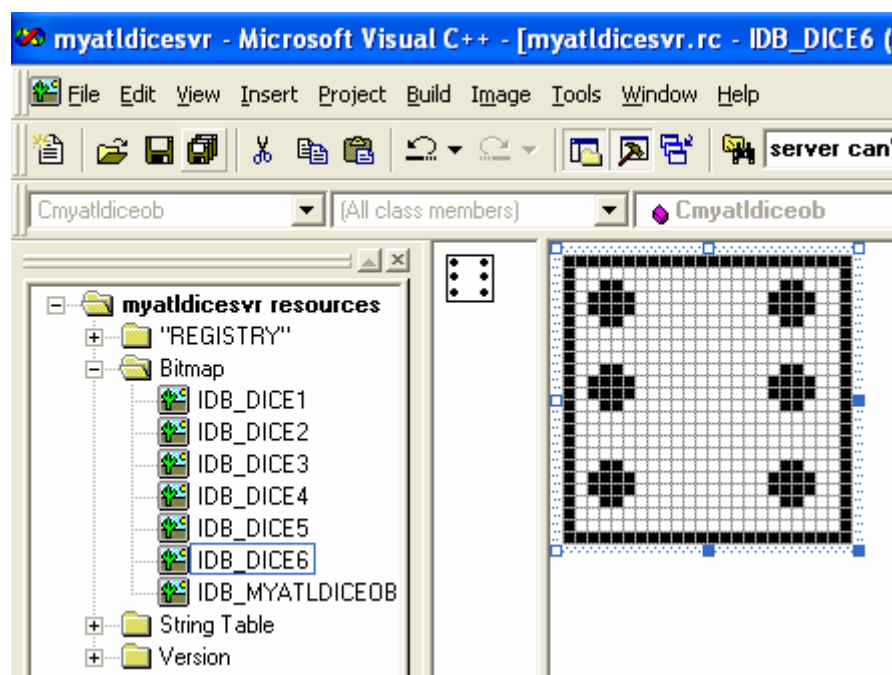 myatldicesvr - Microsoft Visual C++ - [myatldicesvr.rc - IDB_DICE6 (
File Edit View Insert Project Build Image Tools Window Help
server can'
Cmyatldiceob (All class members) Cmyatldiceob
myatldicesvr resources
"REGISTRY"
Bitmap
IDB_DICE1
IDB_DICE2
IDB_DICE3
IDB_DICE4
IDB_DICE5
IDB_DICE6
IDB_MYATLDICEOB
String Table
Version